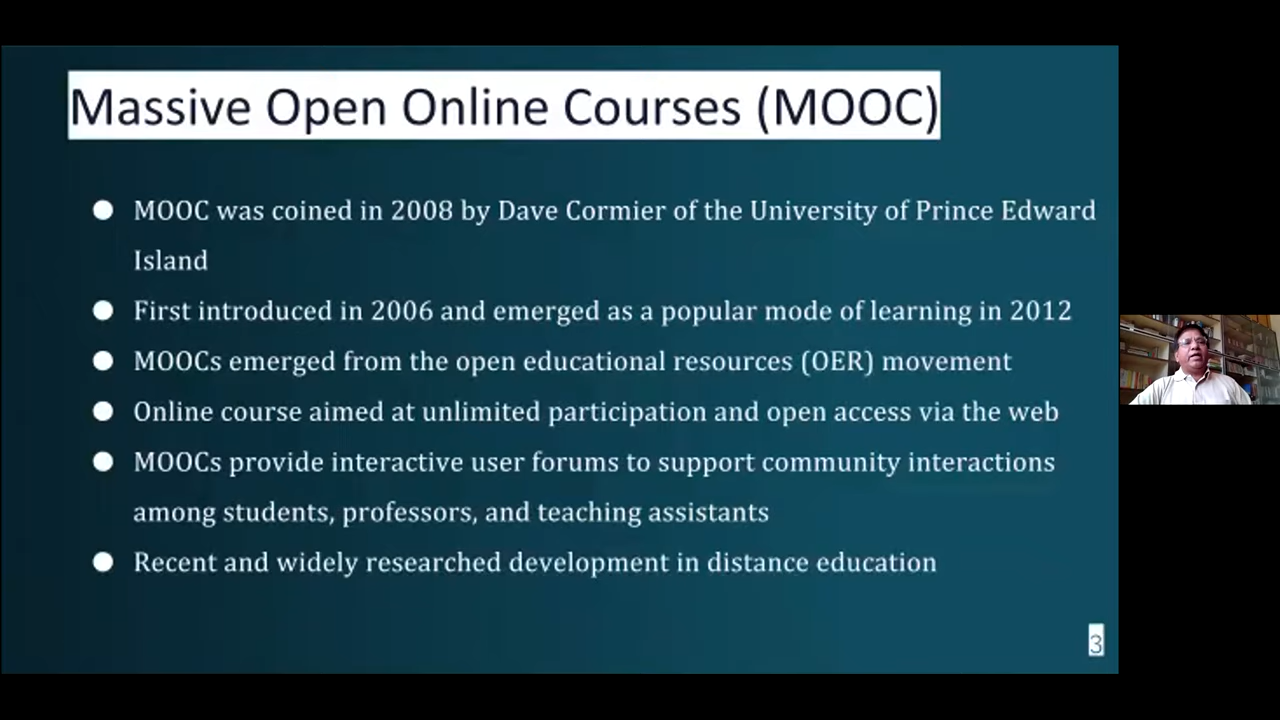 Massive Open Online Courses (MOOC)
● MOOC was coined in 2008 by Dave Cormier of the University of Prince Edward
Island
● First introduced in 2006 and emerged as a popular mode of learning in 2012
● MOOCs emerged from the open educational resources (OER) movement
● Online course aimed at unlimited participation and open access via the web
● MOOCs provide interactive user forums to support community interactions
among students, professors, and teaching assistants
● Recent and widely researched development in distance education
3